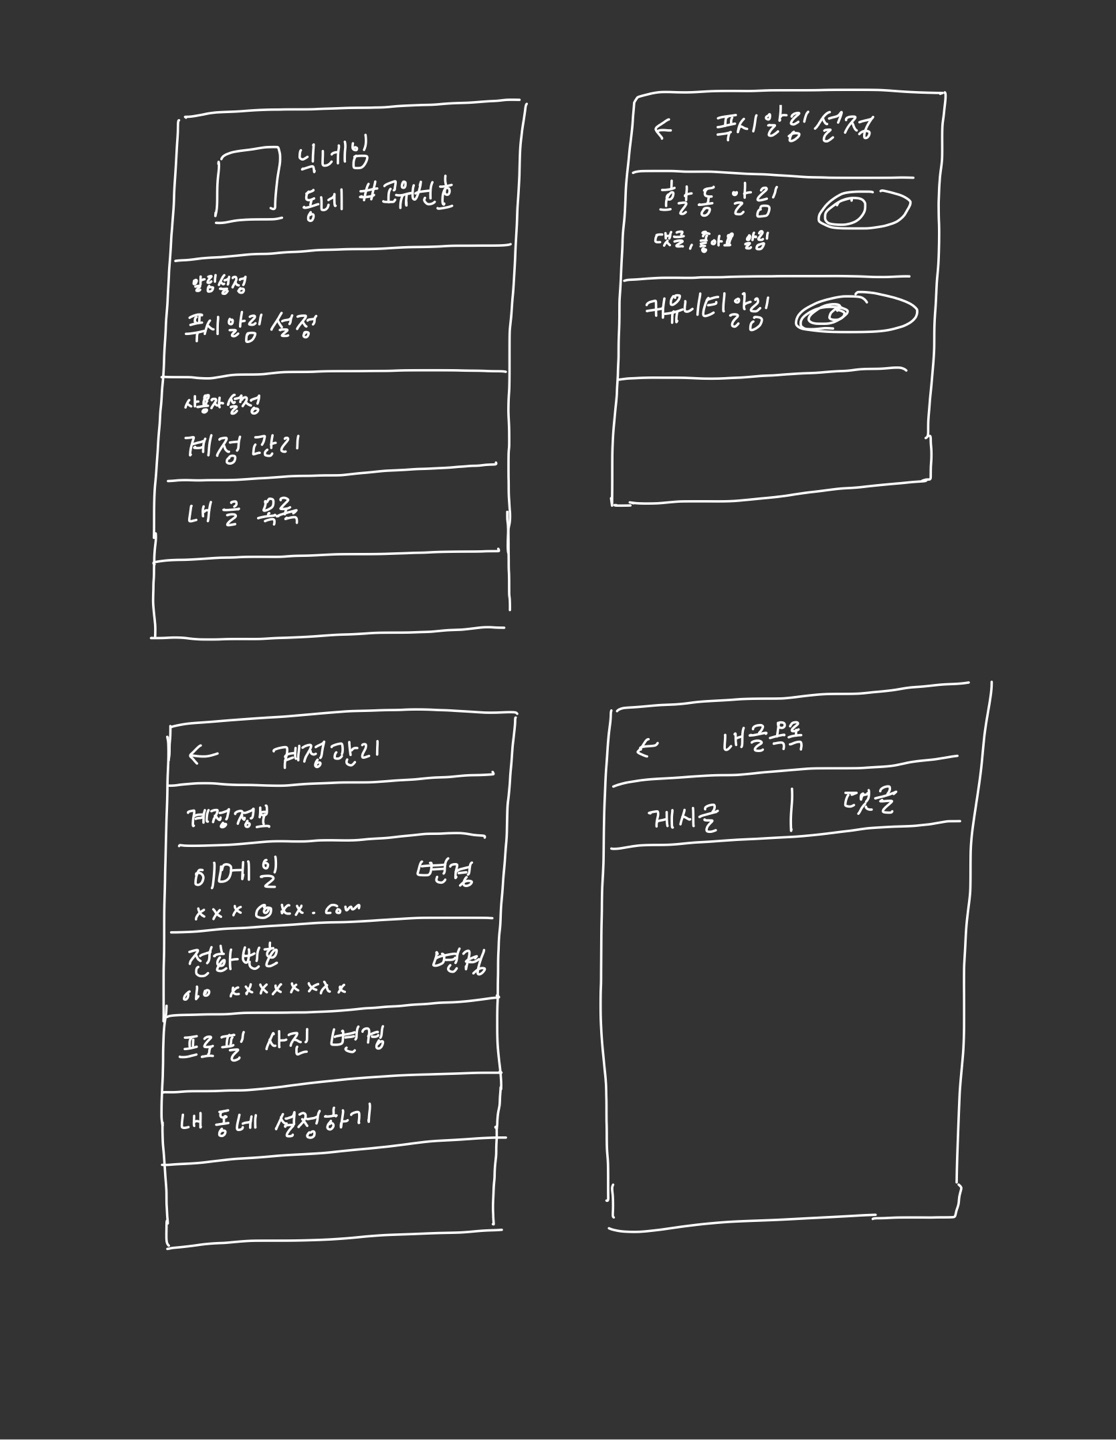 닉네임
동네 #고유번호
알림설정
푸시 알림 설정
사용자 설정
계정 관리
내 글 목록
← 푸시 알림 설정
활동 알림
댓글, 좋아요 알림
커뮤니티 알림
← 계정 관리
계정 정보
이메일 변경
xxx@xx.com
전화번호 변경
010 xxxxxxxx
프로필 사진 변경
내 동네 설정하기
← 내 글 목록
게시글 | 댓글